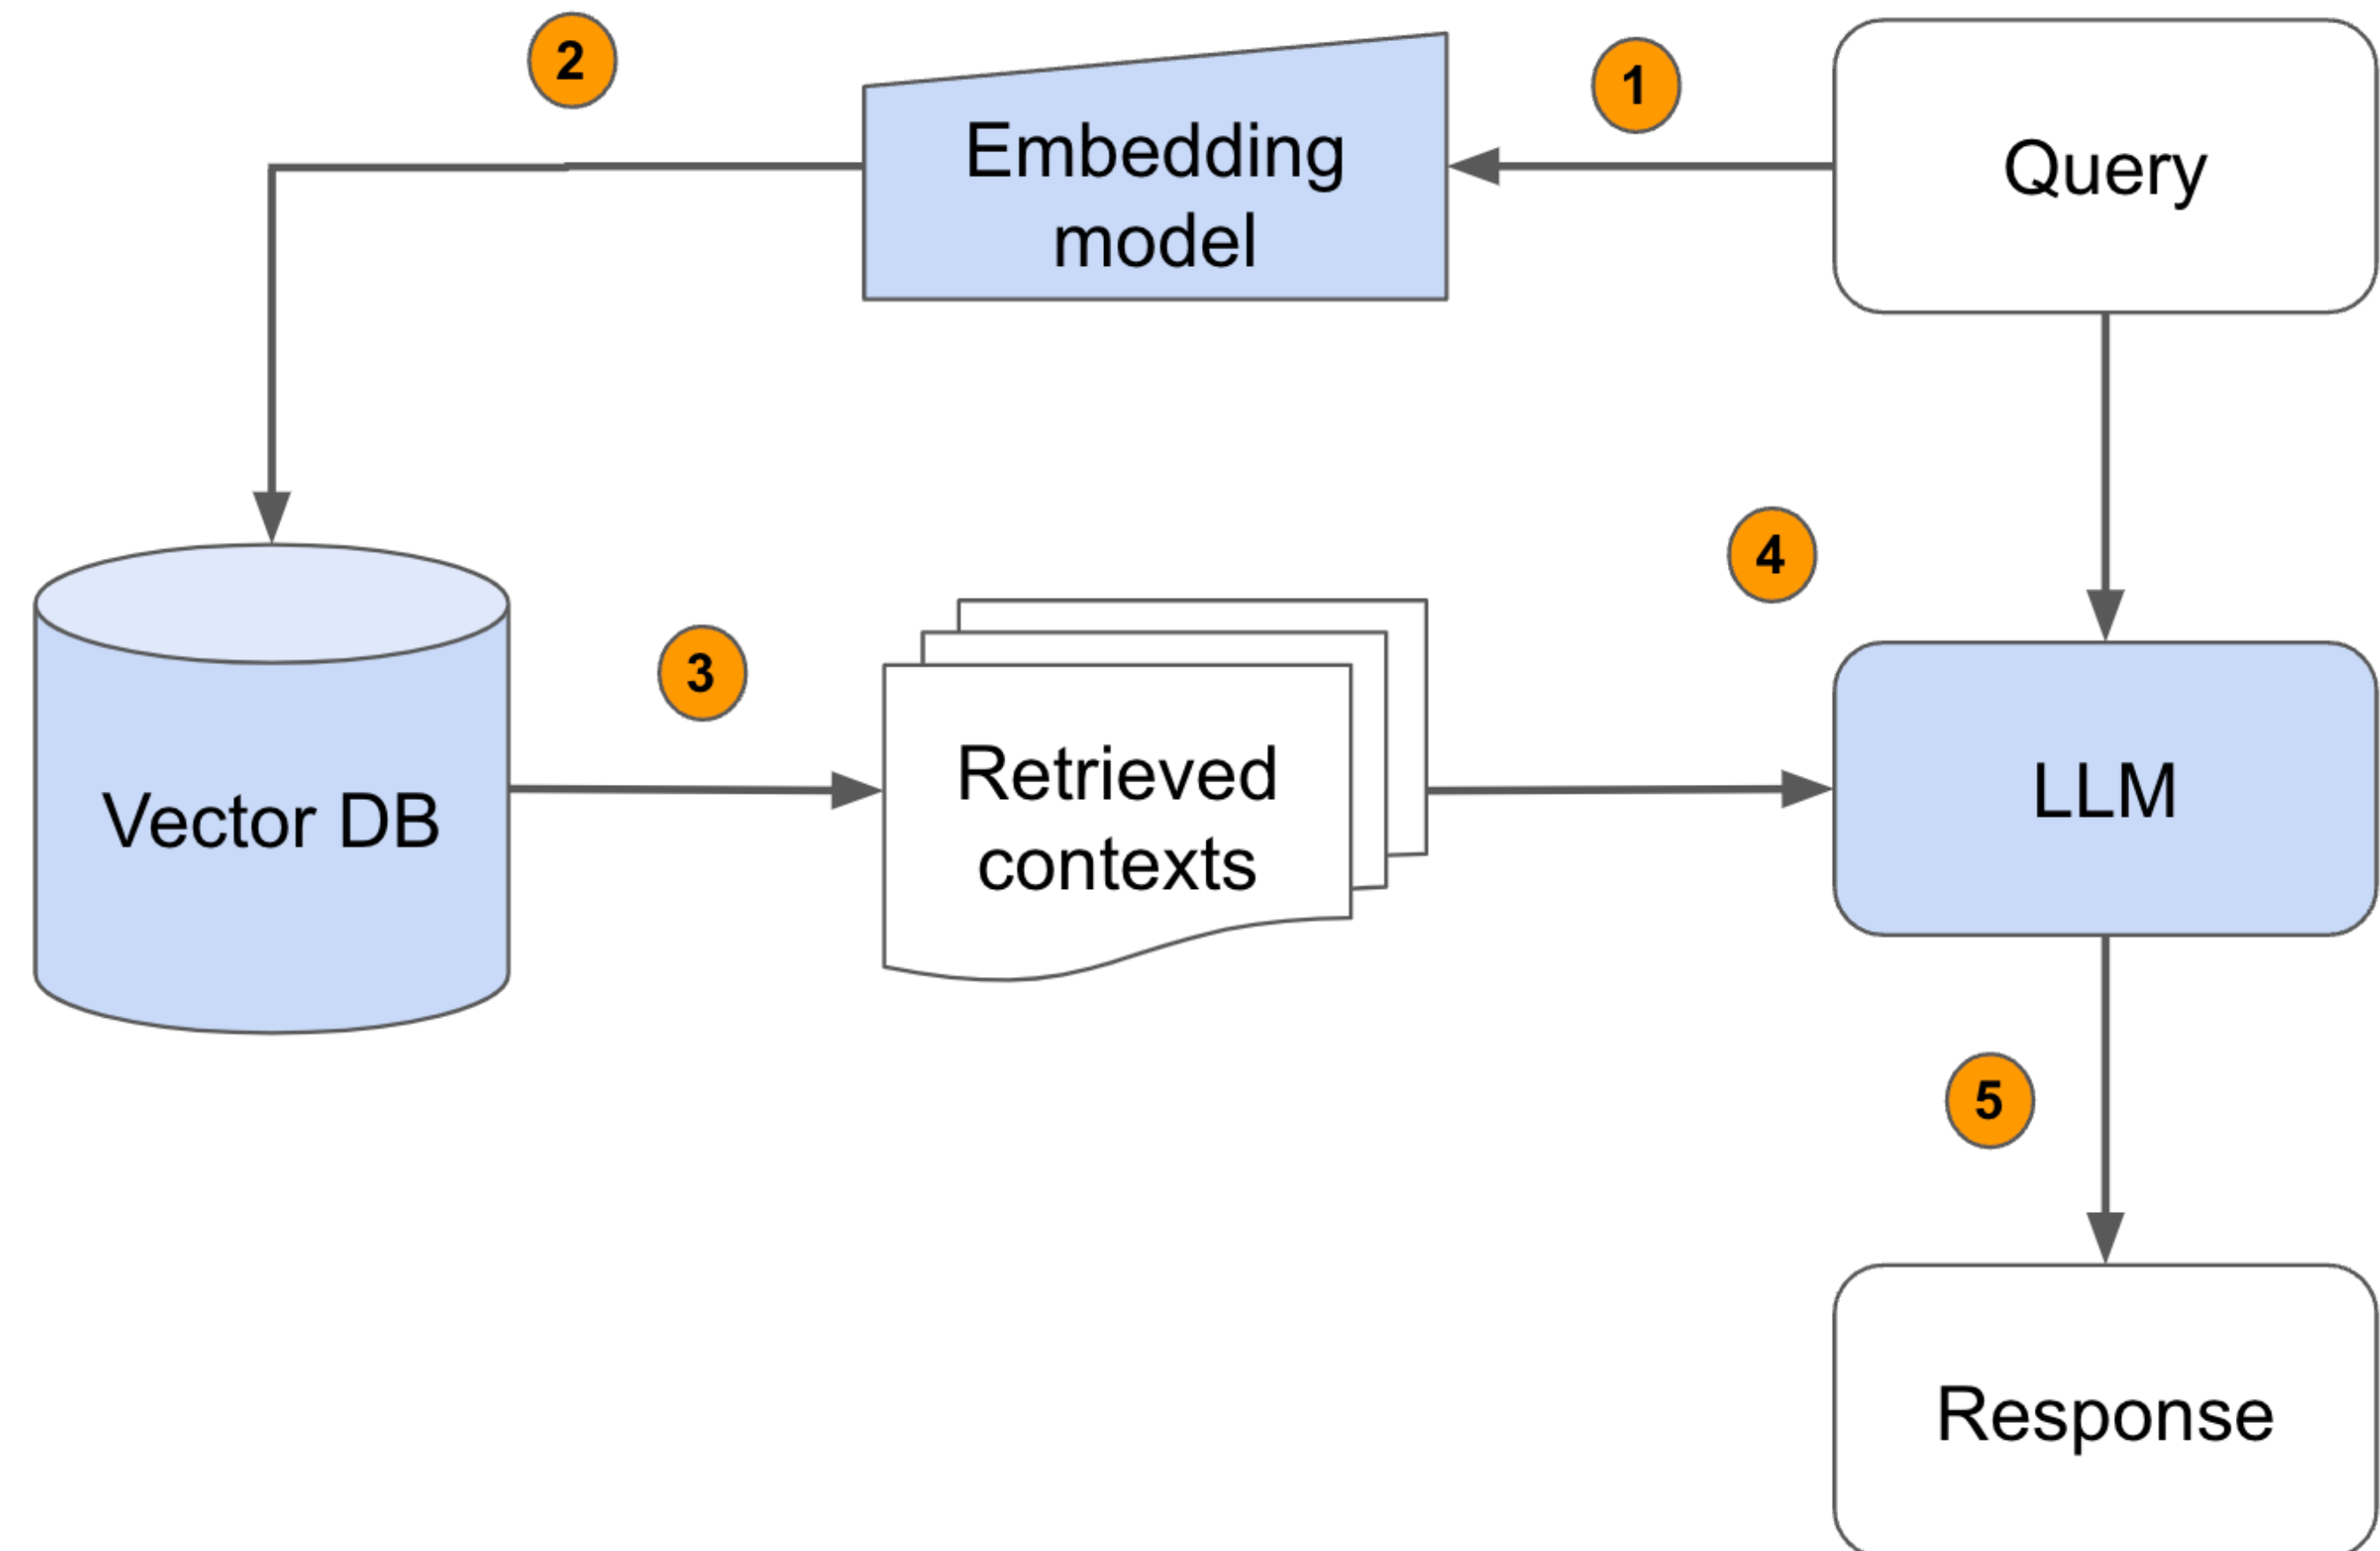 2
Embedding
model
1
Query
4
3
Retrieved
contexts
Vector DB
LLM
5
Response